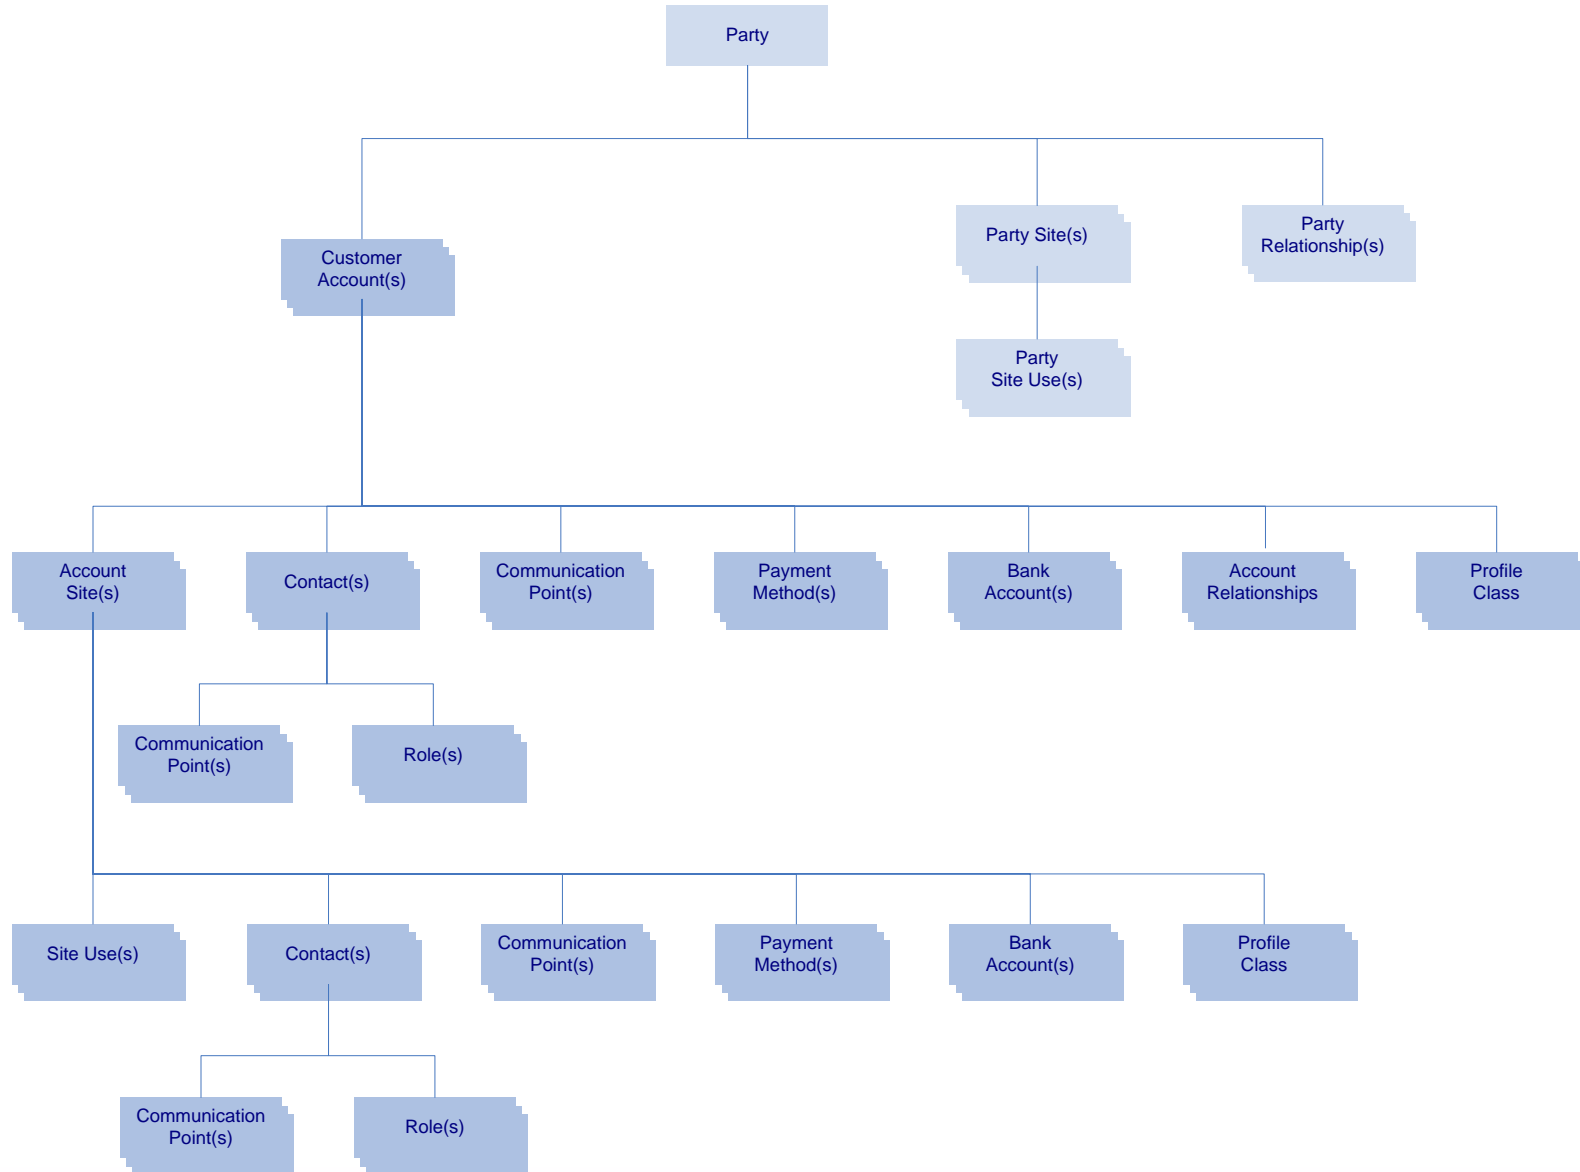 Party
Customer
Account(s)
Party Site(s)
Party
Relationship(s)
Party
Site Use(s)
Account
Site(s)
Contact(s)
Communication
Point(s)
Payment
Method(s)
Bank
Account(s)
Account
Relationships
Profile
Class
Communication
Point(s)
Role(s)
Site Use(s)
Contact(s)
Communication
Point(s)
Payment
Method(s)
Bank
Account(s)
Profile
Class
Communication
Point(s)
Role(s)